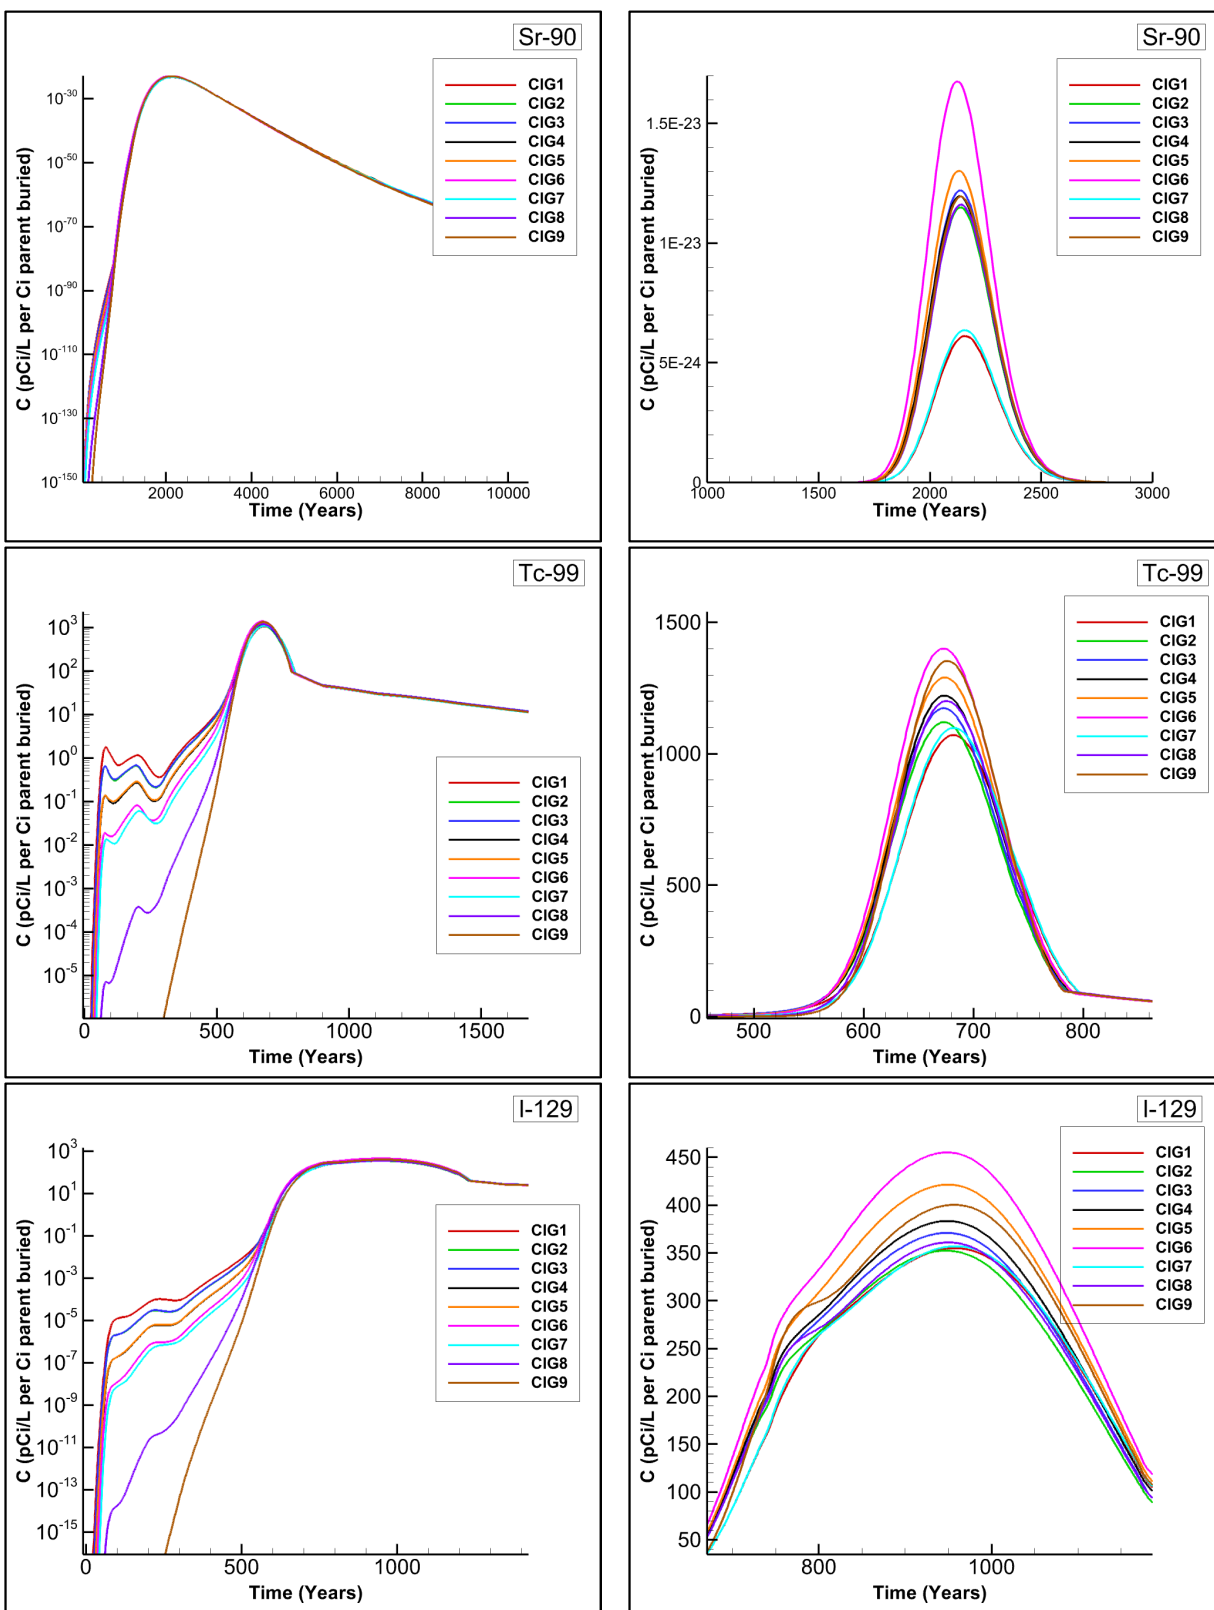 Sr-90
C (pCi/L per Ci parent buried)
10^-30
10^-50
10^-70
10^-90
10^-110
10^-130
10^-150
2000 4000 6000 8000 10000
Time (Years)
CIG1
CIG2
CIG3
CIG4
CIG5
CIG6
CIG7
CIG8
CIG9
Sr-90
C (pCi/L per Ci parent buried)
1.5E-23
1E-23
5E-24
0
1000 1500 2000 2500 3000
Time (Years)
CIG1
CIG2
CIG3
CIG4
CIG5
CIG6
CIG7
CIG8
CIG9
Tc-99
C (pCi/L per Ci parent buried)
10^3
10^2
10^1
10^0
10^-1
10^-2
10^-3
10^-4
10^-5
0 500 1000 1500
Time (Years)
CIG1
CIG2
CIG3
CIG4
CIG5
CIG6
CIG7
CIG8
CIG9
Tc-99
C (pCi/L per Ci parent buried)
1500
1000
500
0
500 600 700 800
Time (Years)
CIG1
CIG2
CIG3
CIG4
CIG5
CIG6
CIG7
CIG8
CIG9
I-129
C (pCi/L per Ci parent buried)
10^3
10^1
10^-1
10^-3
10^-5
10^-7
10^-9
10^-11
10^-13
10^-15
0 500 1000
Time (Years)
CIG1
CIG2
CIG3
CIG4
CIG5
CIG6
CIG7
CIG8
CIG9
I-129
C (pCi/L per Ci parent buried)
450
400
350
300
250
200
150
100
50
800 1000
Time (Years)
CIG1
CIG2
CIG3
CIG4
CIG5
CIG6
CIG7
CIG8
CIG9